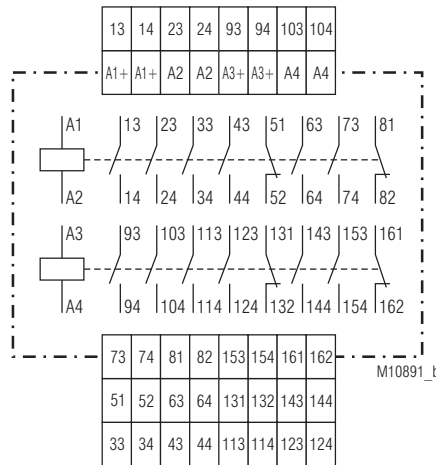 13 14 23 24 93 94 103 104
A1+ A1+ A2 A2 A3+ A3+ A4 A4
A1 13 23 33 43 51 63 73 81
A2 14 24 34 44 52 64 74 82
A3 93 103 113 123 131 143 153 161
A4 94 104 114 124 132 144 154 162
73 74 81 82 153 154 161 162
M10891_b
51 52 63 64 131 132 143 144
33 34 43 44 113 114 123 124